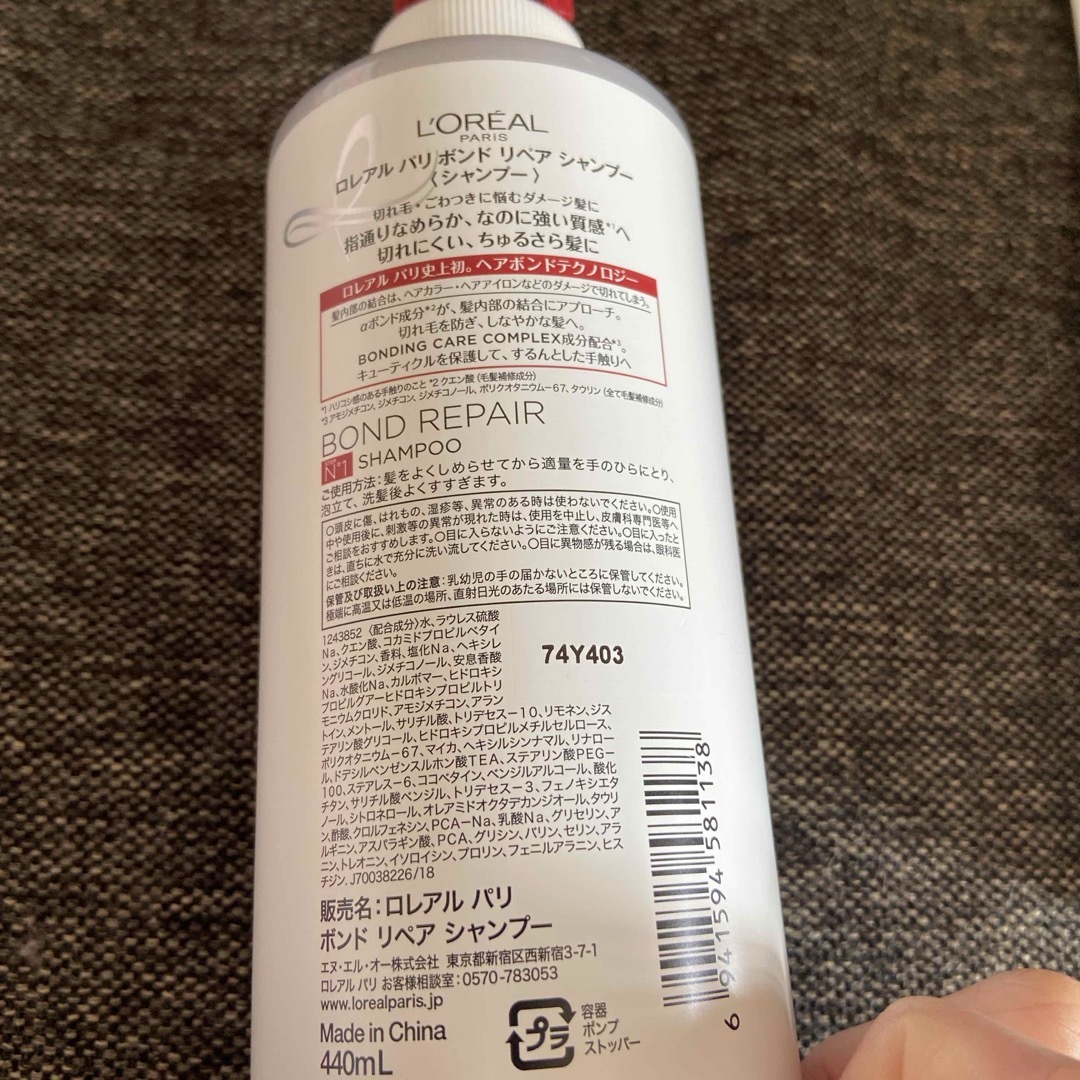 L'ORÉAL
PARIS
ロレアル パリ ボンド リペア シャンプー
〈シャンプー〉
切れ毛・ごわつきに悩むダメージ髪に
指通りなめらか、なのに強い質感*1へ
切れにくい、ちゅるさら髪に
ロレアル パリ史上初。ヘアボンドテクノロジー
髪内部の結合は、ヘアカラー・ヘアアイロンなどのダメージで切れてしまう。
αボンド成分*2が、髪内部の結合にアプローチ。
切れ毛を防ぎ、しなやかな髪へ。
BONDING CARE COMPLEX成分配合*3。
キューティクルを保護して、するんとした手触りへ
*1 ハリコシ感のある手触りのこと *2 クエン酸 (毛髪補修成分)
*3 アモジメチコン、ジメチコン、ジメチコノール、ポリクオタニウム−67、タウリン (全て毛髪補修成分)
BOND REPAIR
N°1 SHAMPOO
ご使用方法：髪をよくしめらせてから適量を手のひらにとり、
泡立て、洗髪後よくすすぎます。
〇頭皮に傷、はれもの、湿疹等、異常のある時は使わないでください。〇使用
中や使用後に、刺激等の異常が現れた時は、使用を中止し、皮膚科専門医等へ
ご相談をおすすめします。〇目に入らないようにご注意ください。〇目に入ったと
きは、直ちに水で充分に洗い流してください。〇目に異物感が残る場合は、眼科医
にご相談ください。
保管及び取扱い上の注意：乳幼児の手の届かないところに保管してください。
極端に高温又は低温の場所、直射日光のあたる場所には保管しないでください。
1243852 〈配合成分〉水、ラウレス硫酸
Na、クエン酸、コカミドプロピルベタイ
ン、ジメチコン、香料、塩化Na、ヘキシレ
ングリコール、ジメチコノール、安息香酸
Na、水酸化Na、カルボマー、ヒドロキシ
プロピルグアーヒドロキシプロピルトリ
モニウムクロリド、アモジメチコン、アラン
トイン、メントール、サリチル酸、トリデセス−10、リモネン、ジス
テアリン酸グリコール、ヒドロキシプロピルメチルセルロース、
ポリクオタニウム−67、マイカ、ヘキシルシンナマル、リナロー
ル、ドデシルベンゼンスルホン酸TEA、ステアリン酸PEG−
100、ステアレス−6、ココベタイン、ベンジルアルコール、酸化
チタン、サリチル酸ベンジル、トリデセス−3、フェノキシエタ
ノール、シトロネロール、オレアミドオクタデカンジオール、タウリ
ン、酢酸、クロルフェネシン、PCA−Na、乳酸Na、グリセリン、ア
ルギニン、アスパラギン酸、PCA、グリシン、バリン、セリン、アラ
ニン、トレオニン、イソロイシン、プロリン、フェニルアラニン、ヒス
チジン. J70038226/18
74Y403
6 941594 581138
販売名：ロレアル パリ
ボンド リペア シャンプー
エヌ・エル・オー株式会社 東京都新宿区西新宿3-7-1
ロレアル パリ お客様相談室：0570-783053
www.lorealparis.jp
Made in China
440mL
プラ
容器
ポンプ
ストッパー